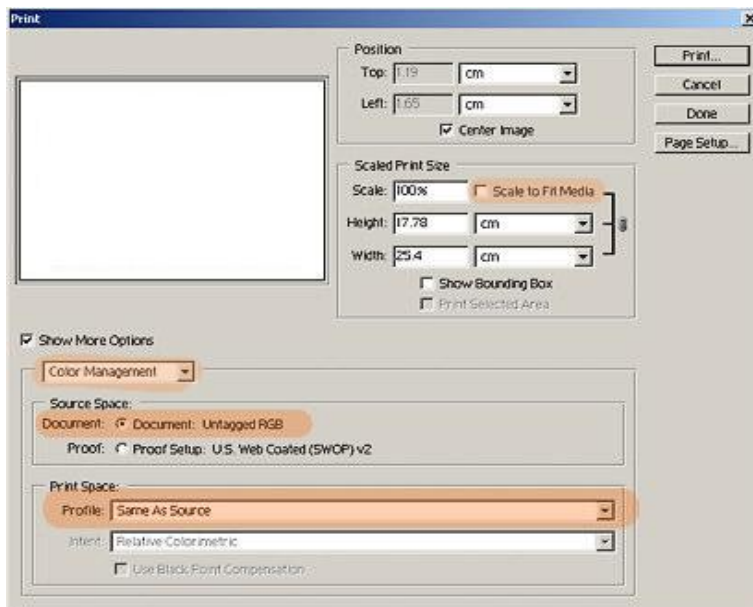 Print
Position
Top: 1.19 cm
Left: 1.65 cm
Center Image
Print...
Cancel
Done
Page Setup...
Scaled Print Size
Scale: 100% Scale to Fit Media
Height: 17.78 cm
Width: 25.4 cm
Show Bounding Box
Print Selected Area
Show More Options
Color Management
Source Space:
Document: Document: Untagged RGB
Proof: Proof Setup: U.S. Web Coated (SWOP) v2
Print Space:
Profile: Same As Source
Intent: Relative Colorimetric
Use Black Point Compensation